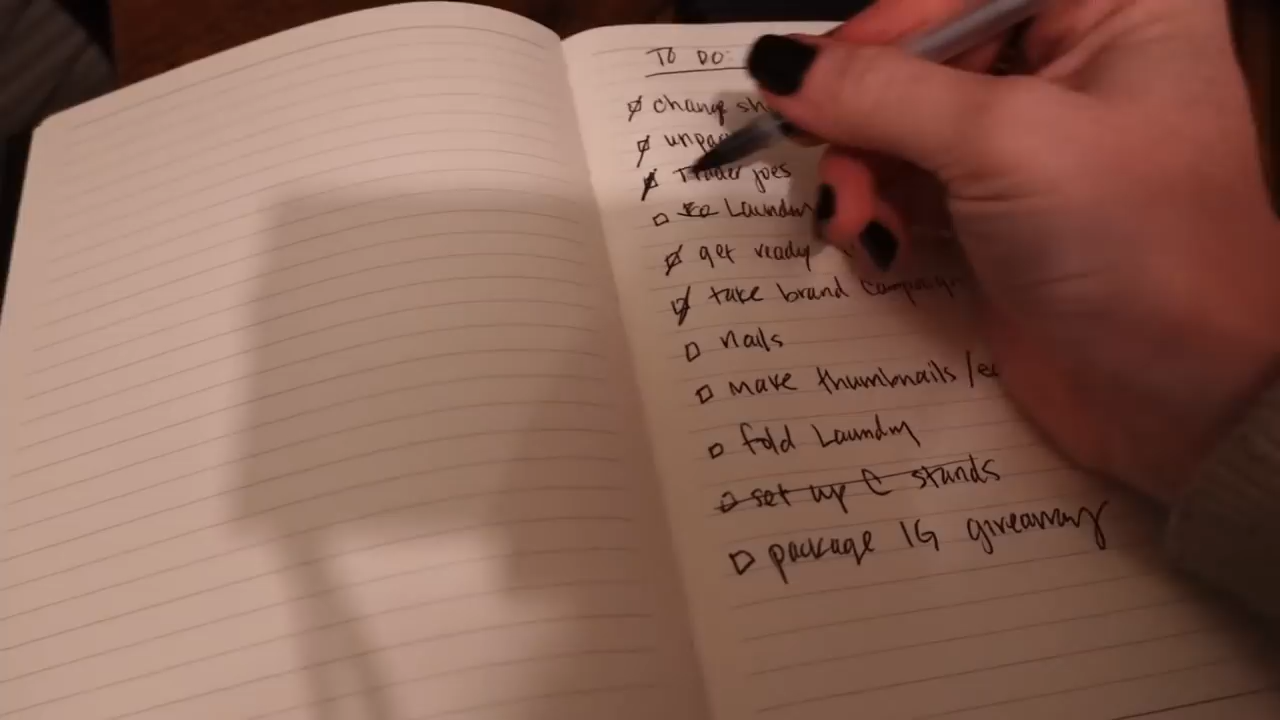 TO DO:
change
Trader Joes
Laundry
get ready
take brand campaign
nails
make thumbnails /
fold Laundry
set up C stands
package IG giveaway